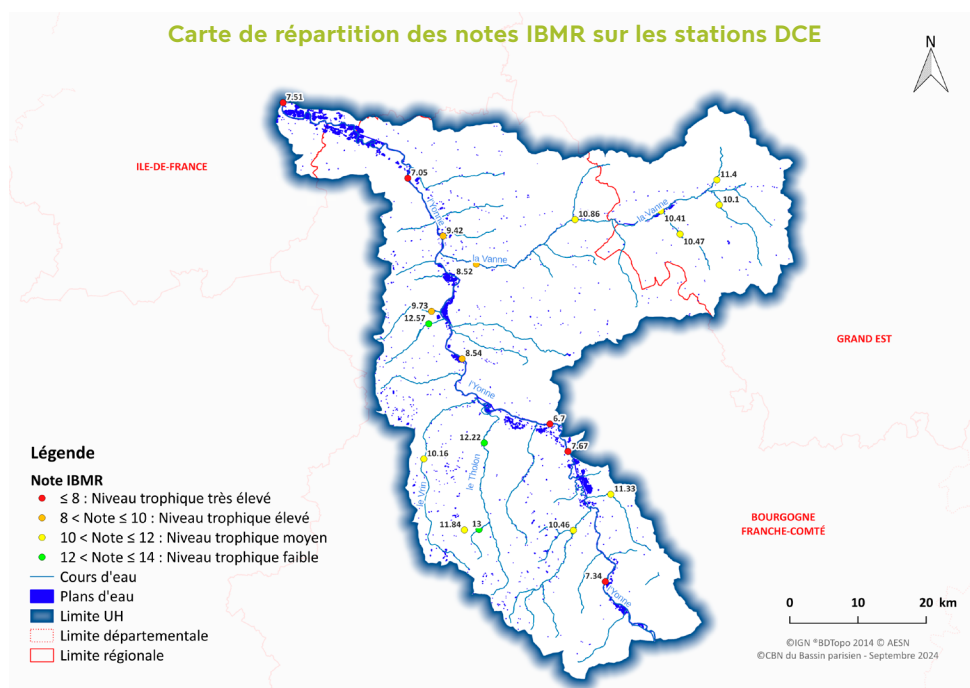 Carte de répartition des notes IBMR sur les stations DCE
N
7.51
ILE-DE-FRANCE
7.05
11.4
10.1
l'Yonne
10.86
la Vanne
10.41
9.42
10.47
la Vanne
8.52
9.73
12.57
GRAND EST
8.54
l'Yonne
6.7
12.22
7.67
10.16
le Tholon
le Vrin
11.33
11.84
13
10.46
BOURGOGNE
FRANCHE-COMTÉ
7.34
l'Yonne
Légende
Note IBMR
≤ 8 : Niveau trophique très élevé
8 < Note ≤ 10 : Niveau trophique élevé
10 < Note ≤ 12 : Niveau trophique moyen
12 < Note ≤ 14 : Niveau trophique faible
Cours d'eau
Plans d'eau
Limite UH
Limite départementale
Limite régionale
0 10 20 km
©IGN ®BDTopo 2014 © AESN
©CBN du Bassin parisien - Septembre 2024